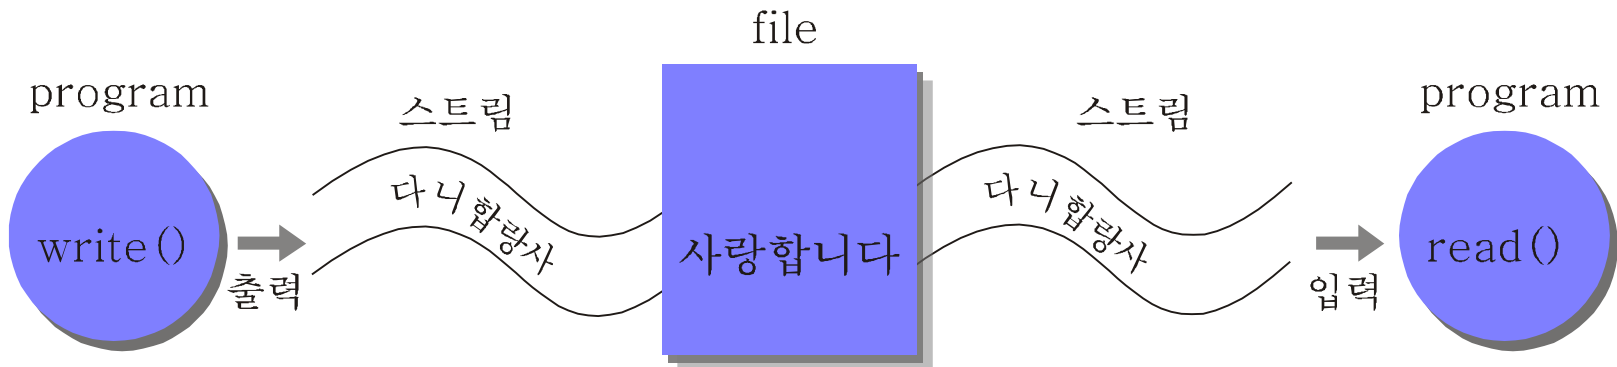 file
program
스트림
스트림
program
다니합랑사
다니합랑사
write()
사랑합니다
read()
출력
입력